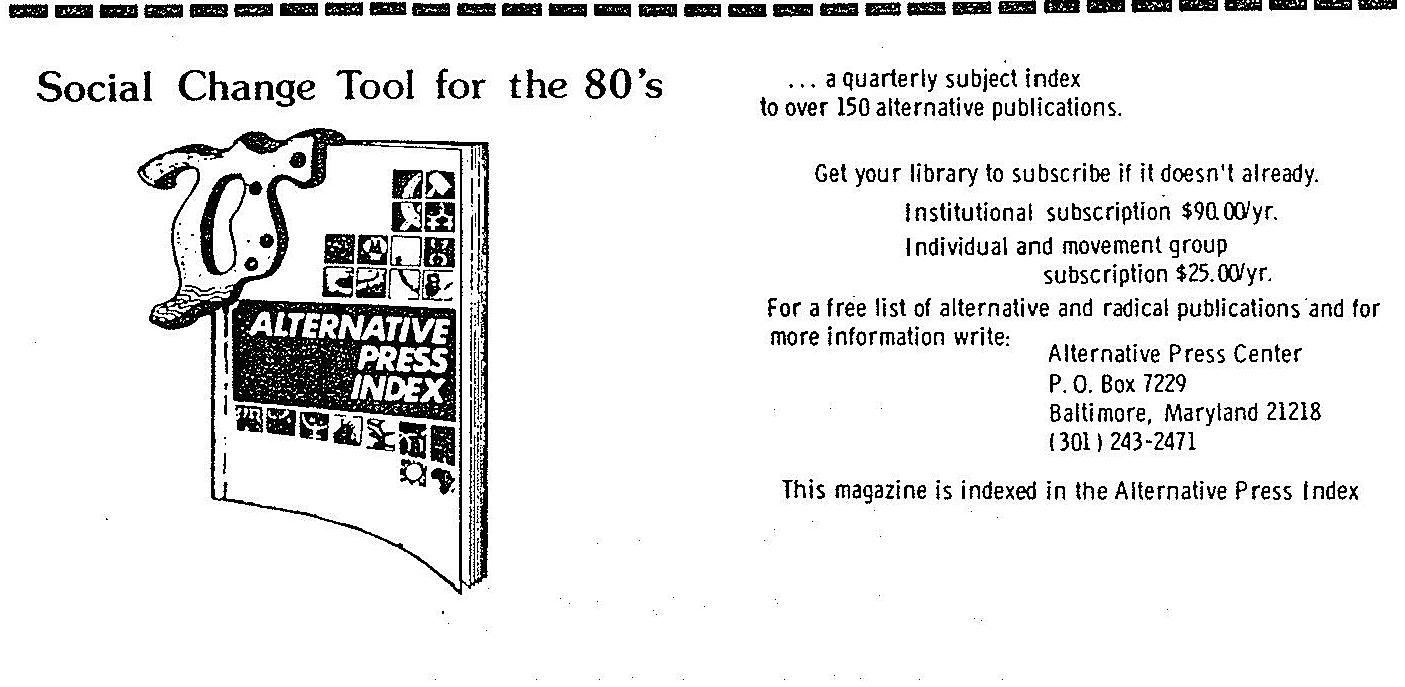 Social Change Tool for the 80's
ALTERNATIVE
PRESS
INDEX
... a quarterly subject index
to over 150 alternative publications.
Get your library to subscribe if it doesn't already.
Institutional subscription $90.00/yr.
Individual and movement group
subscription $25.00/yr.
For a free list of alternative and radical publications and for
more information write:
Alternative Press Center
P. O. Box 7229
Baltimore, Maryland 21218
(301) 243-2471
This magazine is indexed in the Alternative Press Index